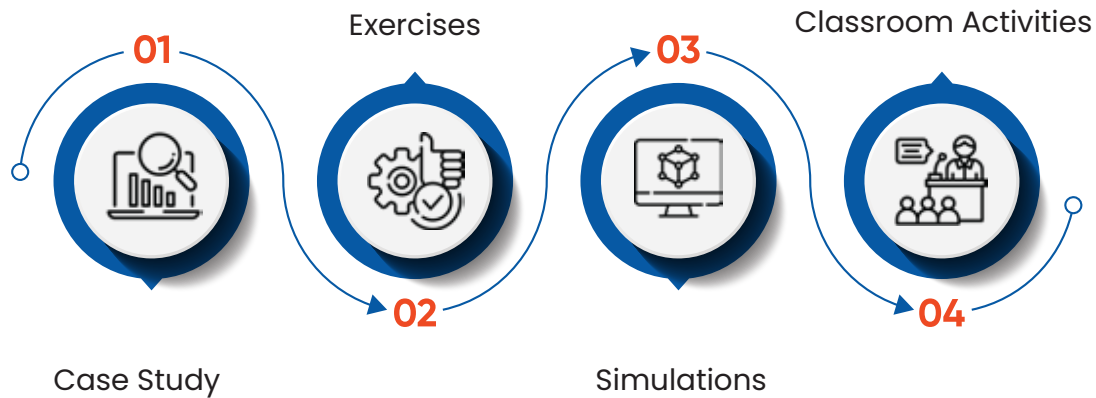 01
Case Study
Exercises
02
03
Simulations
Classroom Activities
04